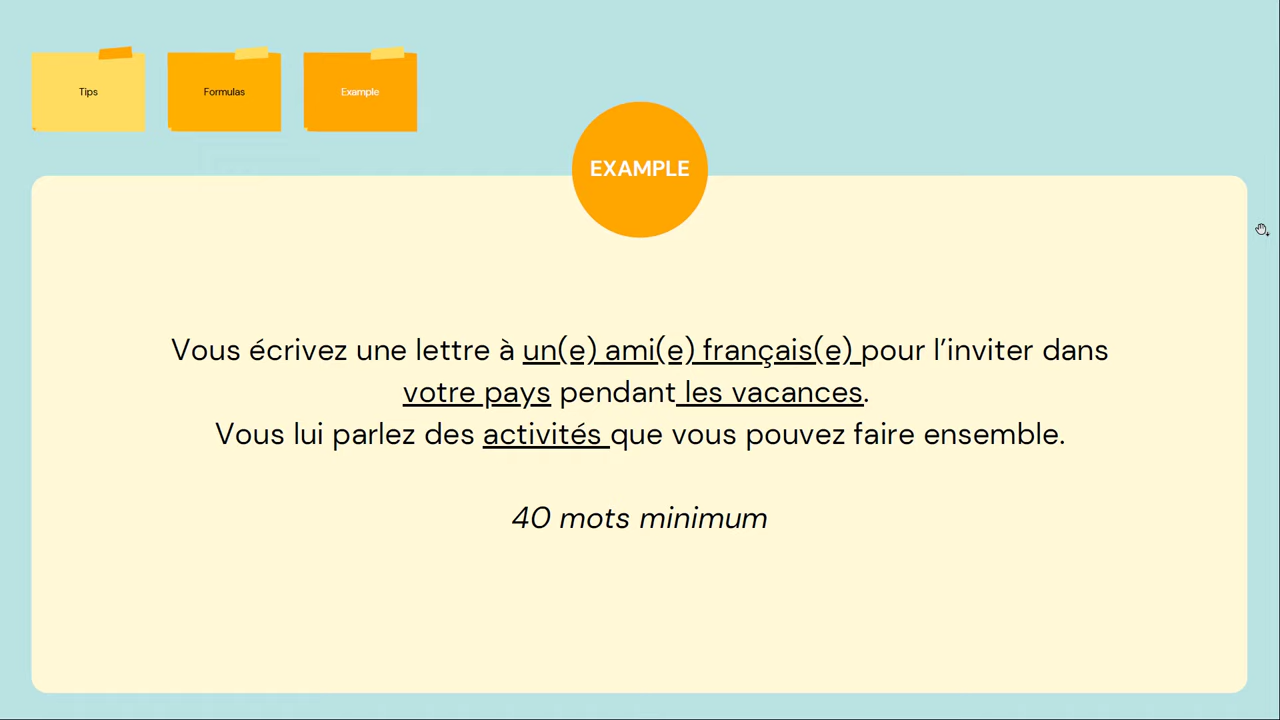 Tips
Formulas
Example
EXAMPLE
Vous écrivez une lettre à un(e) ami(e) français(e) pour l’inviter dans
votre pays pendant les vacances.
Vous lui parlez des activités que vous pouvez faire ensemble.
40 mots minimum